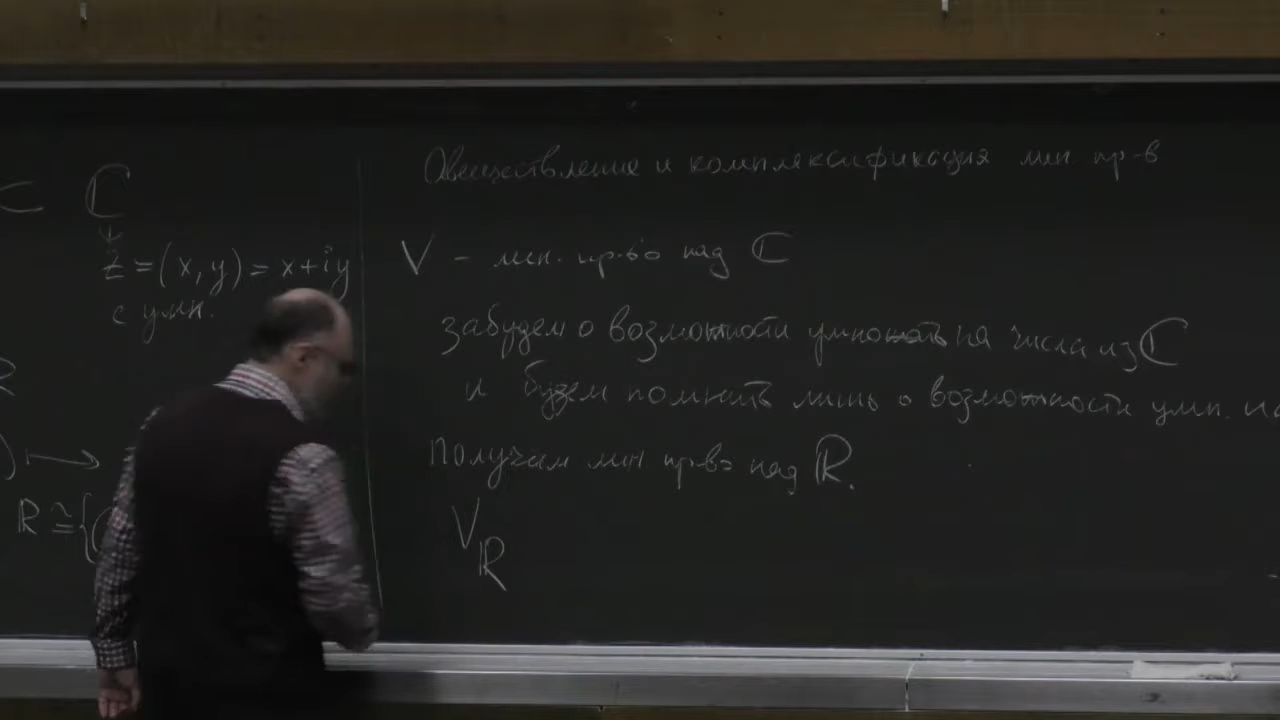 ⊂ ℂ
z = (x, y) = x + iy
с умн.
⟼
ℝ ≅ {(
Овеществление и комплексификация лин пр-в
V – лин. пр-во над ℂ
забудем о возможности умножать на числа из ℂ
и будем помнить лишь о возможности умн. на
получим лин пр-во над ℝ.
V_ℝ